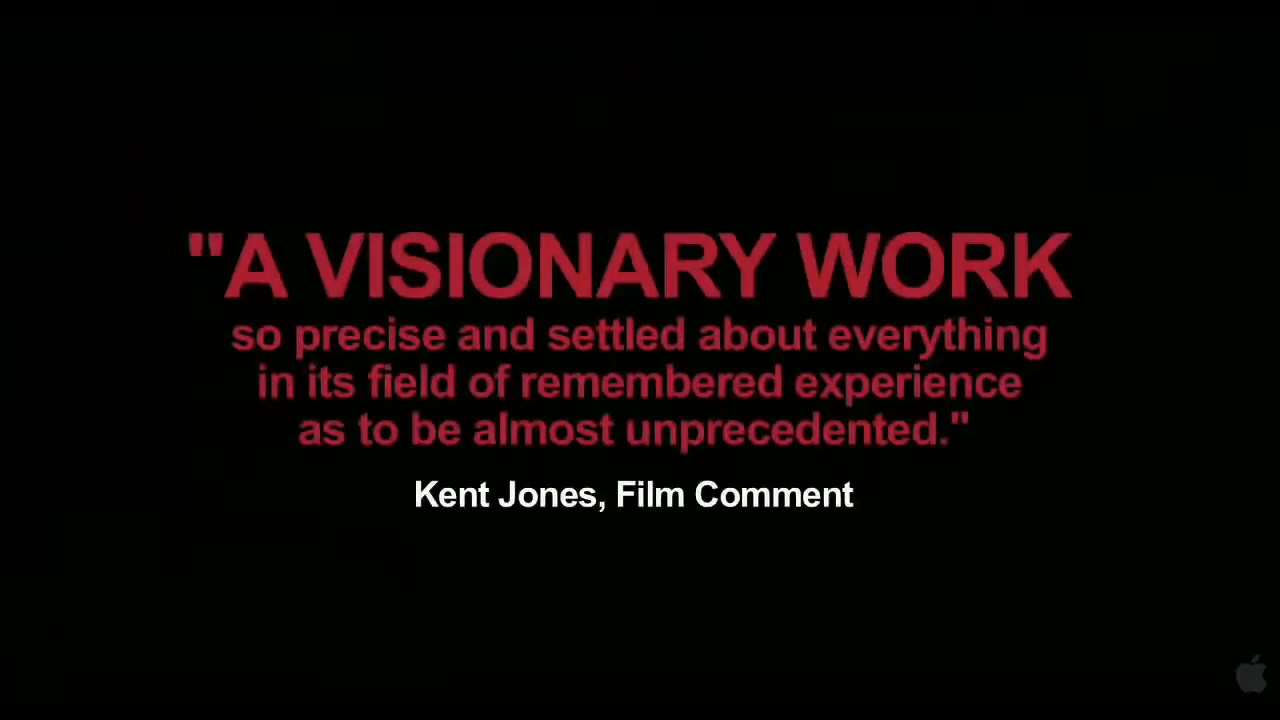 "A VISIONARY WORK
so precise and settled about everything
in its field of remembered experience
as to be almost unprecedented."
Kent Jones, Film Comment